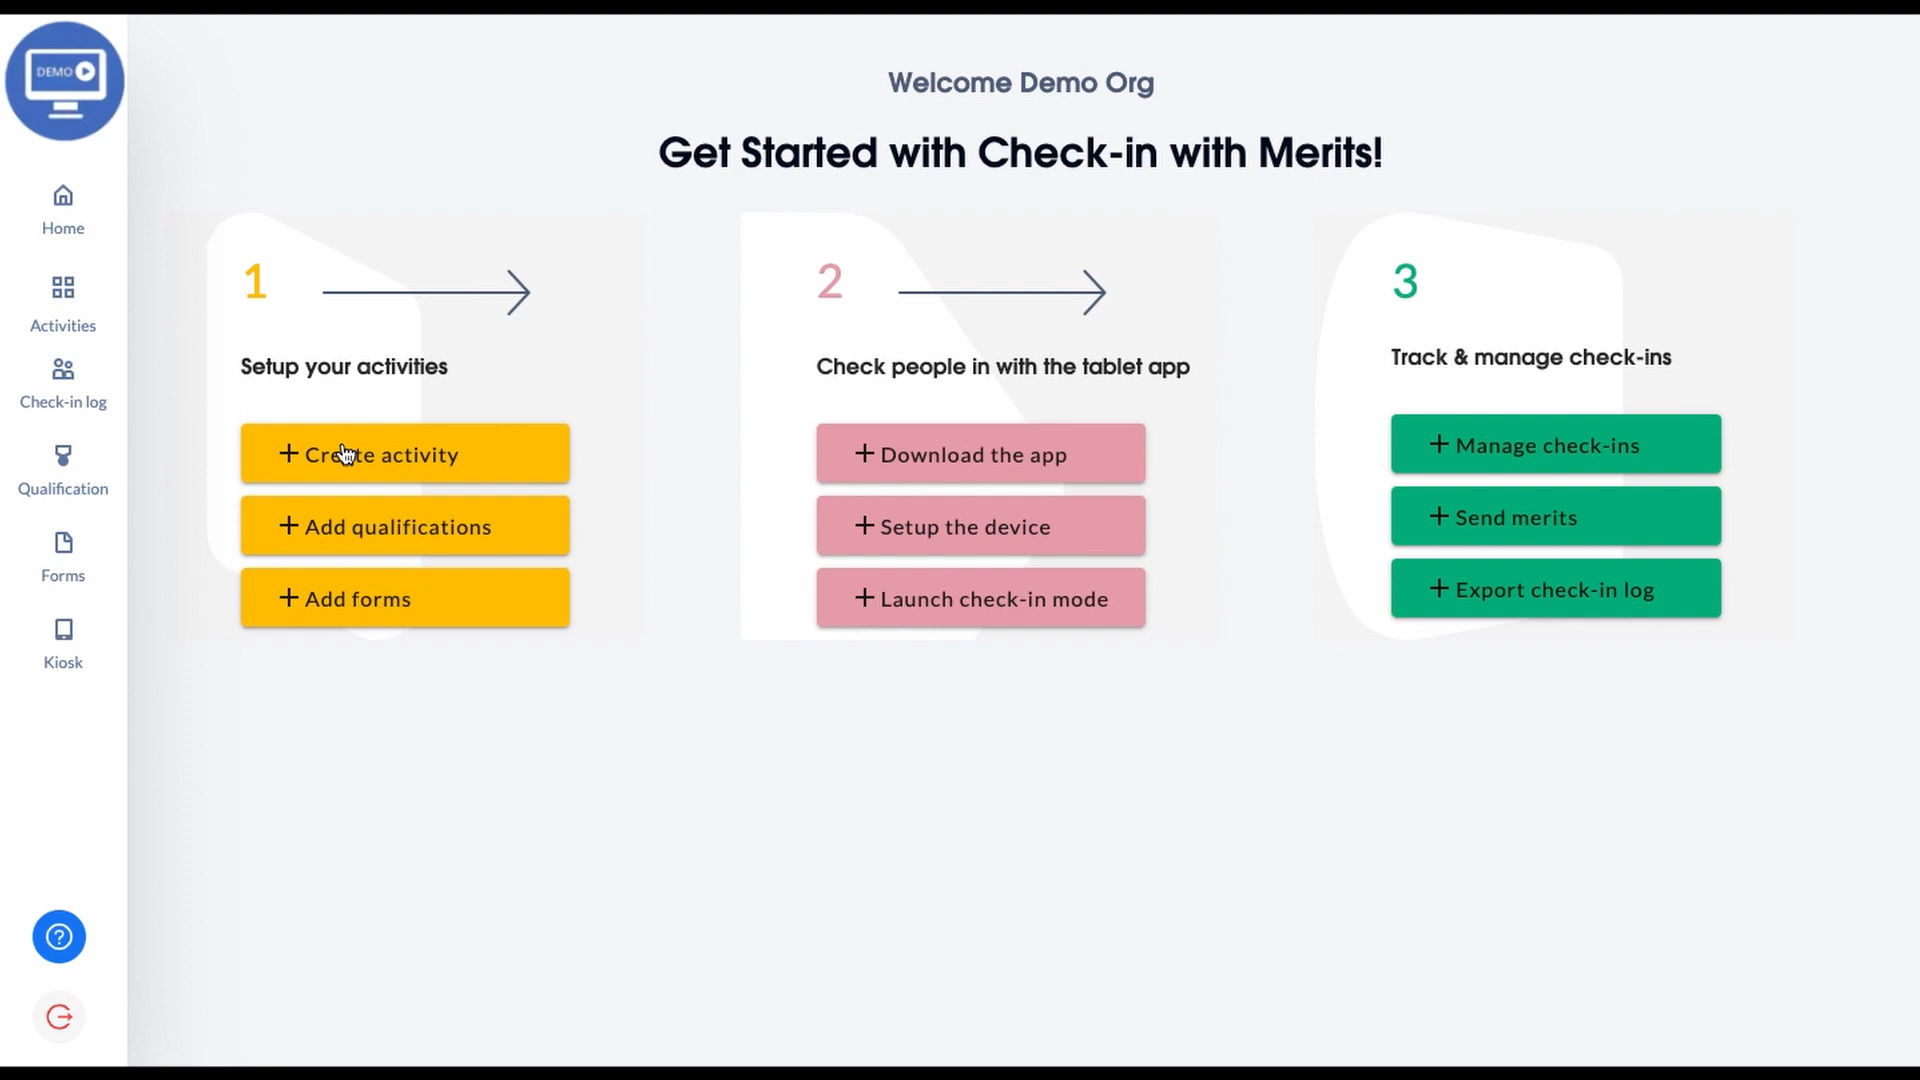 DEMO
Home
Activities
Check-in log
Qualification
Forms
Kiosk
Welcome Demo Org
Get Started with Check-in with Merits!
1
Setup your activities
+ Create activity
+ Add qualifications
+ Add forms
2
Check people in with the tablet app
+ Download the app
+ Setup the device
+ Launch check-in mode
3
Track & manage check-ins
+ Manage check-ins
+ Send merits
+ Export check-in log